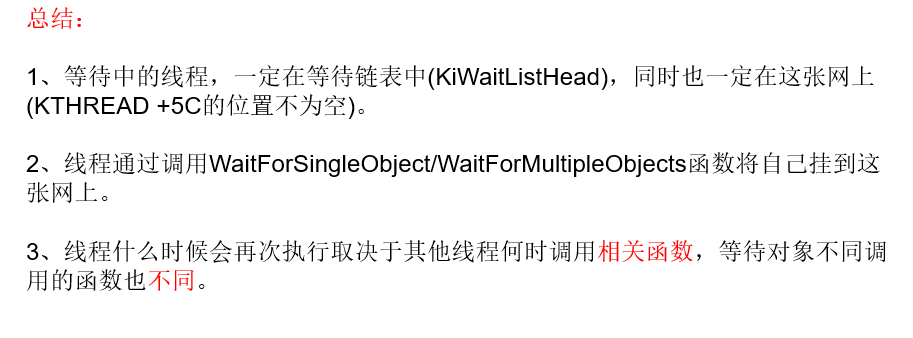 总结：
1、等待中的线程，一定在等待链表中(KiWaitListHead)，同时也一定在这张网上
(KTHREAD +5C的位置不为空)。
2、线程通过调用WaitForSingleObject/WaitForMultipleObjects函数将自己挂到这
张网上。
3、线程什么时候会再次执行取决于其他线程何时调用相关函数，等待对象不同调
用的函数也不同。